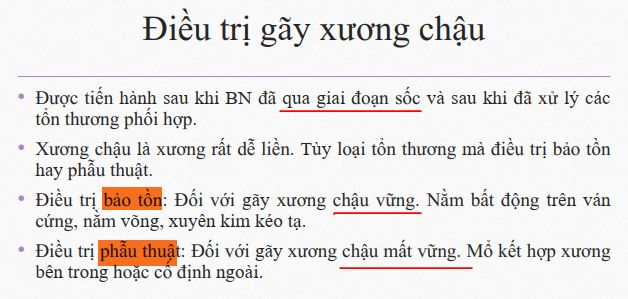 Điều trị gãy xương chậu
• Được tiến hành sau khi BN đã qua giai đoạn sốc và sau khi đã xử lý các
tổn thương phối hợp.
• Xương chậu là xương rất dễ liền. Tùy loại tổn thương mà điều trị bảo tồn
hay phẫu thuật.
• Điều trị bảo tồn: Đối với gãy xương chậu vững. Nằm bất động trên ván
cứng, nằm võng, xuyên kim kéo tạ.
• Điều trị phẫu thuật: Đối với gãy xương chậu mất vững. Mổ kết hợp xương
bên trong hoặc cố định ngoài.